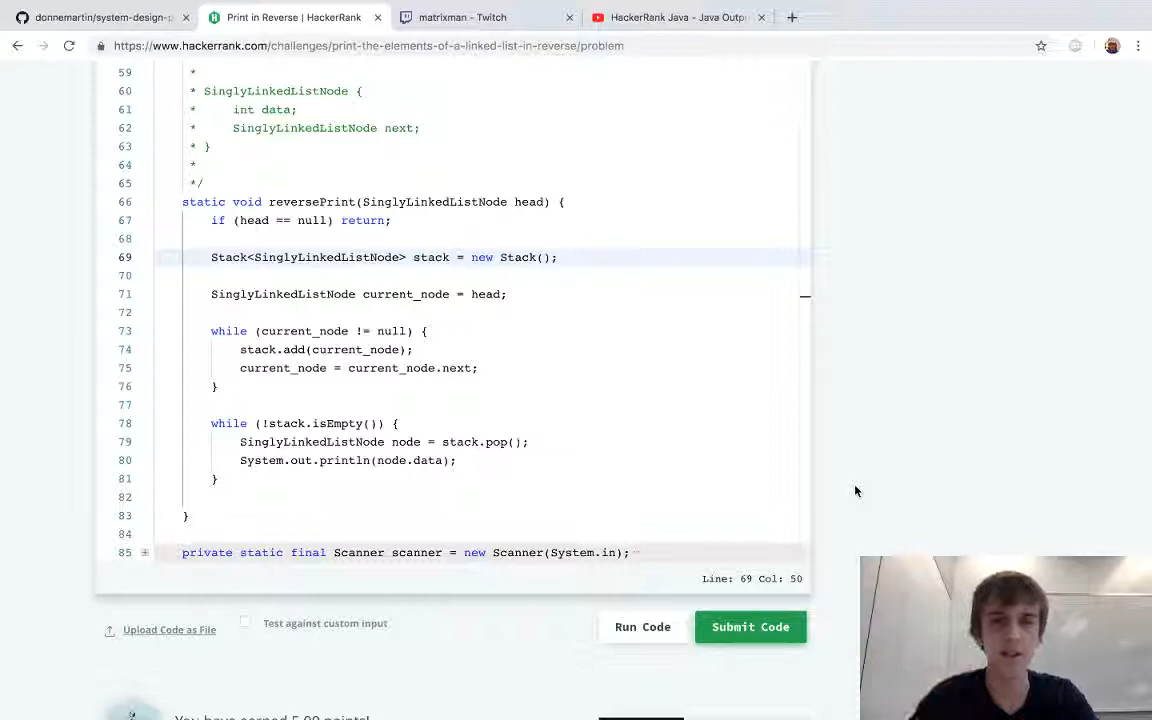 donnemartin/system-design-p
Print in Reverse | HackerRank
matrixman - Twitch
HackerRank Java - Java Outp
https://www.hackerrank.com/challenges/print-the-elements-of-a-linked-list-in-reverse/problem
59 *
60 * SinglyLinkedListNode {
61 *     int data;
62 *     SinglyLinkedListNode next;
63 * }
64 *
65 */
66 static void reversePrint(SinglyLinkedListNode head) {
67     if (head == null) return;
68
69     Stack<SinglyLinkedListNode> stack = new Stack();
70
71     SinglyLinkedListNode current_node = head;
72
73     while (current_node != null) {
74         stack.add(current_node);
75         current_node = current_node.next;
76     }
77
78     while (!stack.isEmpty()) {
79         SinglyLinkedListNode node = stack.pop();
80         System.out.println(node.data);
81     }
82
83 }
84
85 private static final Scanner scanner = new Scanner(System.in);
Line: 69 Col: 50
Upload Code as File
Test against custom input
Run Code
Submit Code
You have earned 5.00 points!